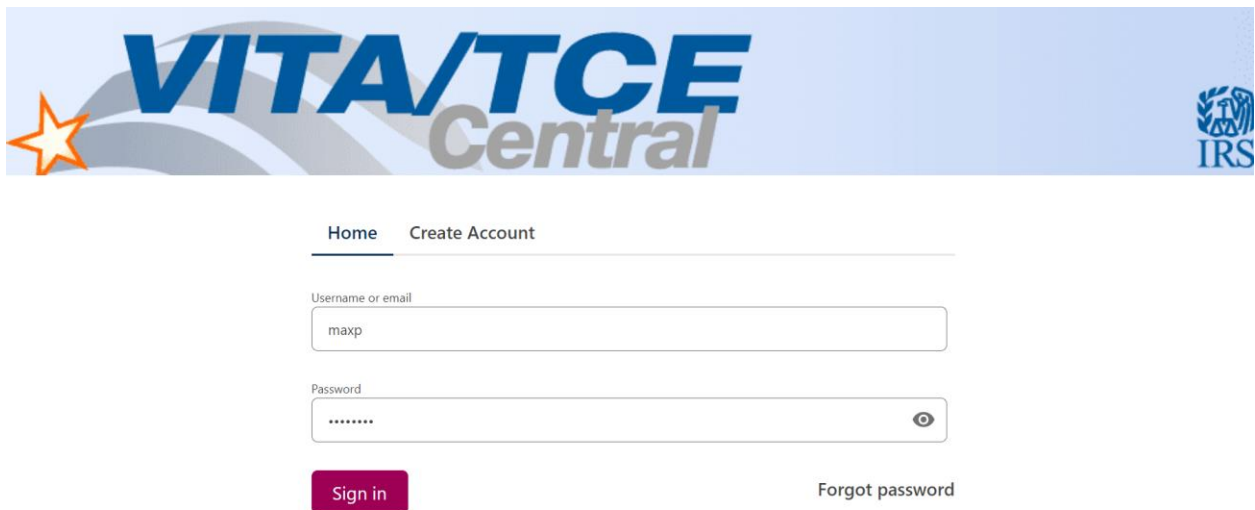 VITA/TCE
Central
IRS
Home Create Account
Username or email
maxp
Password
••••••••
Sign in Forgot password